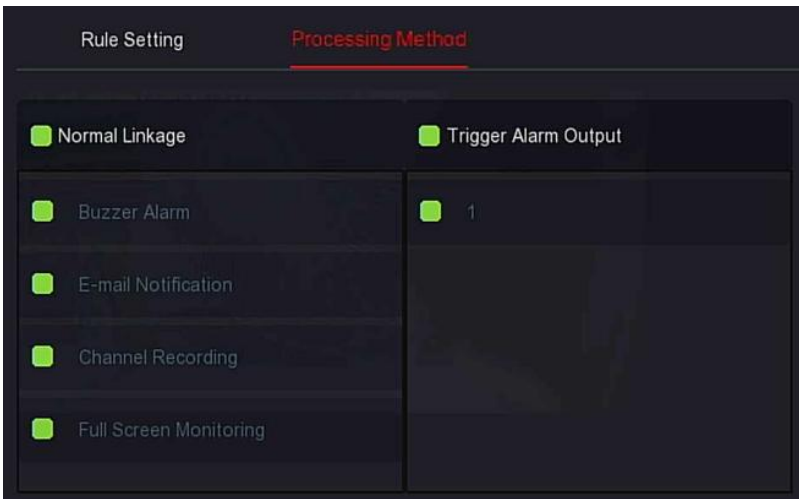 Rule Setting
Processing Method
Normal Linkage
Trigger Alarm Output
Buzzer Alarm
1
E-mail Notification
Channel Recording
Full Screen Monitoring